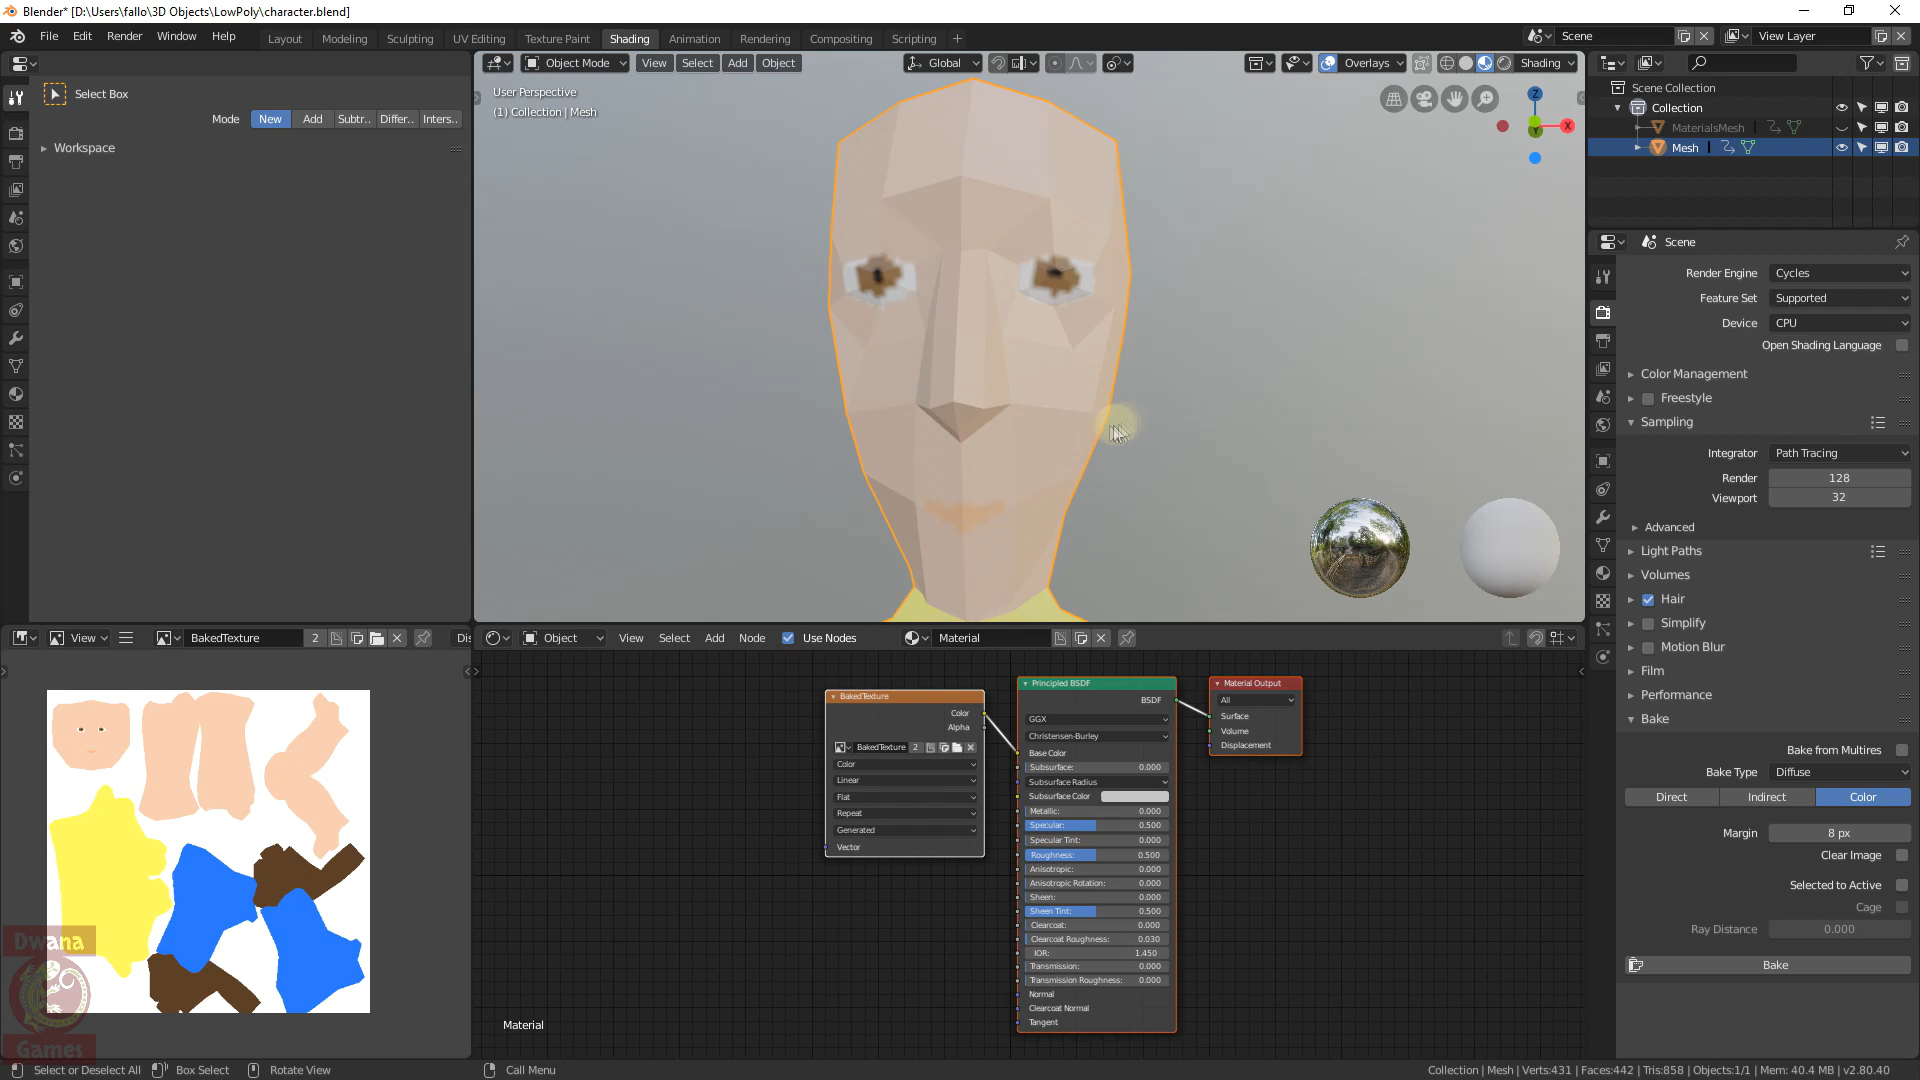 Blender* [D:\Users\fallo\3D Objects\LowPoly\character.blend]
File Edit Render Window Help
Layout Modeling Sculpting UV Editing Texture Paint Shading Animation Rendering Compositing Scripting +
Scene
View Layer
Object Mode View Select Add Object
Global
Overlays
Shading
Select Box
Mode New Add Subtr.. Differ.. Inters..
Workspace
User Perspective
(1) Collection | Mesh
Z
X
Y
Scene Collection
Collection
MaterialsMesh
Mesh
Scene
Render Engine Cycles
Feature Set Supported
Device CPU
Open Shading Language
Color Management
Freestyle
Sampling
Integrator Path Tracing
Render 128
Viewport 32
Advanced
Light Paths
Volumes
Hair
Simplify
Motion Blur
Film
Performance
Bake
Bake from Multires
Bake Type Diffuse
Direct Indirect Color
Margin 8 px
Clear Image
Selected to Active
Cage
Ray Distance 0.000
Bake
View BakedTexture 2 Dis
Object View Select Add Node Use Nodes Material
BakedTexture
Color
Alpha
BakedTexture 2
Color
Linear
Flat
Repeat
Generated
Vector
Principled BSDF
BSDF
GGX
Christensen-Burley
Base Color
Subsurface: 0.000
Subsurface Radius
Subsurface Color
Metallic: 0.000
Specular: 0.500
Specular Tint: 0.000
Roughness: 0.500
Anisotropic: 0.000
Anisotropic Rotation: 0.000
Sheen: 0.000
Sheen Tint: 0.500
Clearcoat: 0.000
Clearcoat Roughness: 0.030
IOR: 1.450
Transmission: 0.000
Transmission Roughness: 0.000
Normal
Clearcoat Normal
Tangent
Material Output
All
Surface
Volume
Displacement
Material
Dwana
Games
Select or Deselect All Box Select Rotate View Call Menu
Collection | Mesh | Verts:431 | Faces:442 | Tris:858 | Objects:1/1 | Mem: 40.4 MB | v2.80.40